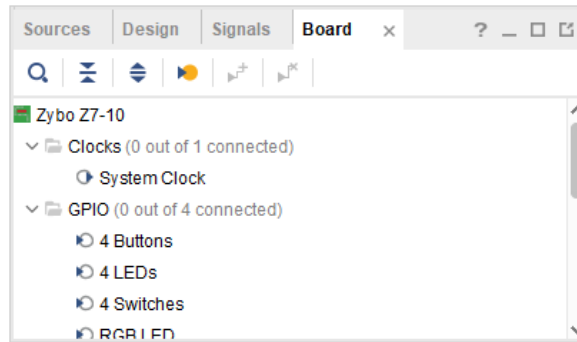 Sources Design Signals Board × ?
Zybo Z7-10
Clocks (0 out of 1 connected)
System Clock
GPIO (0 out of 4 connected)
4 Buttons
4 LEDs
4 Switches
RGB LED